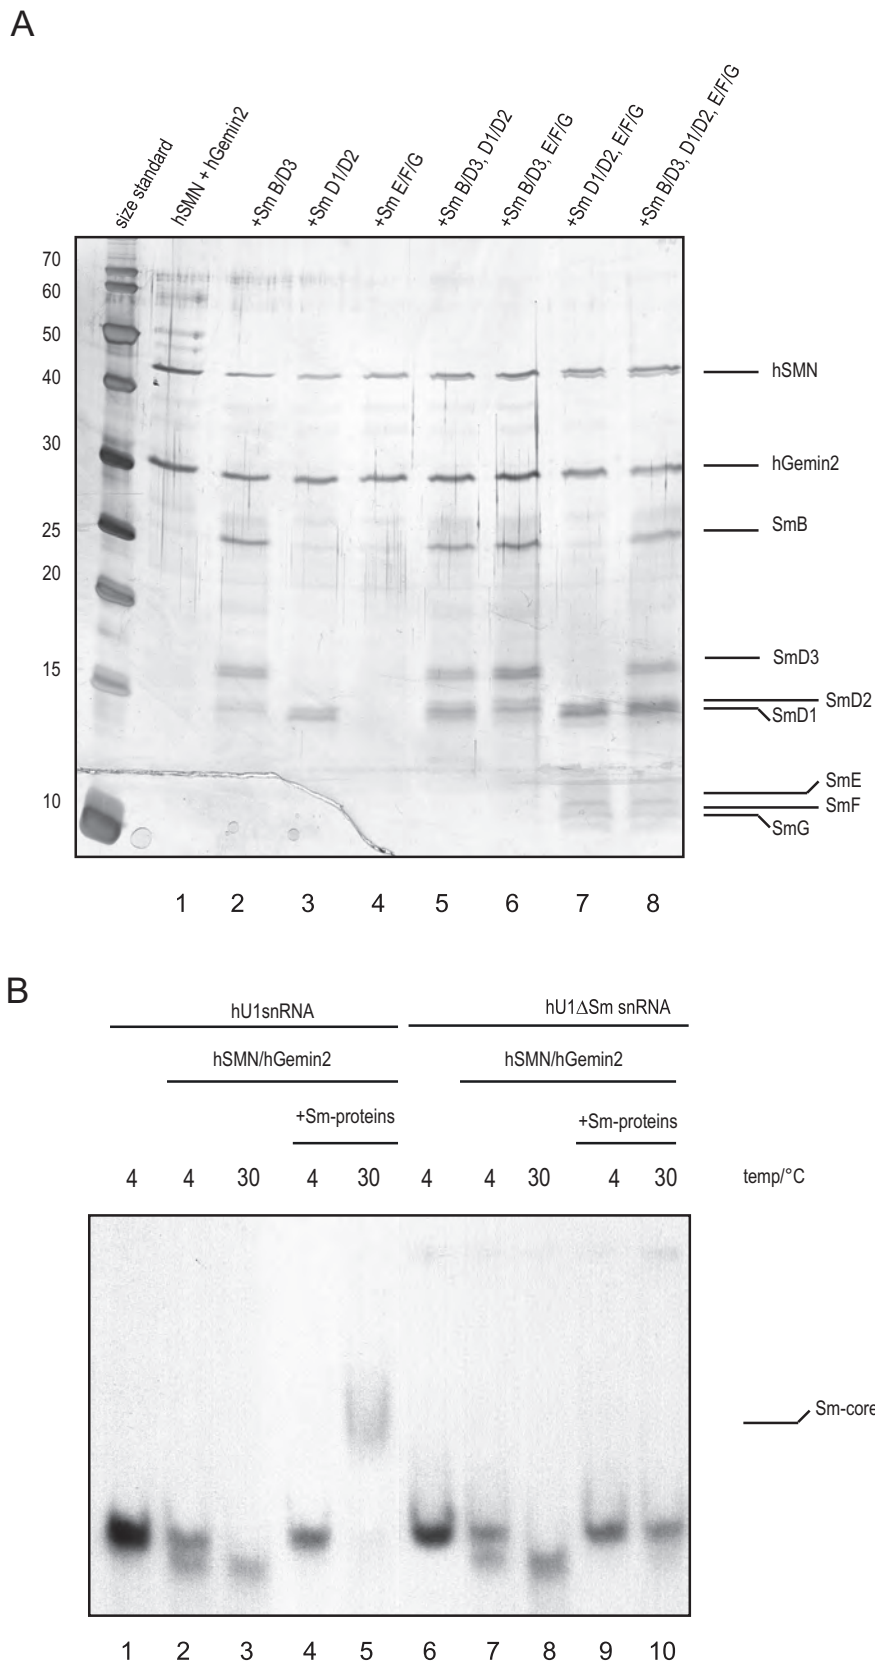 A
size standard
hSMN + hGemin2
+Sm B/D3
+Sm D1/D2
+Sm E/F/G
+Sm B/D3, D1/D2
+Sm B/D3, E/F/G
+Sm D1/D2, E/F/G
+Sm B/D3, D1/D2, E/F/G
70
60
50
40
30
25
20
15
10
hSMN
hGemin2
SmB
SmD3
SmD2
SmD1
SmE
SmF
SmG
1 2 3 4 5 6 7 8
B
hU1snRNA hU1ΔSm snRNA
hSMN/hGemin2 hSMN/hGemin2
+Sm-proteins +Sm-proteins
4 4 30 4 30 4 4 30 4 30 temp/°C
Sm-core
1 2 3 4 5 6 7 8 9 10